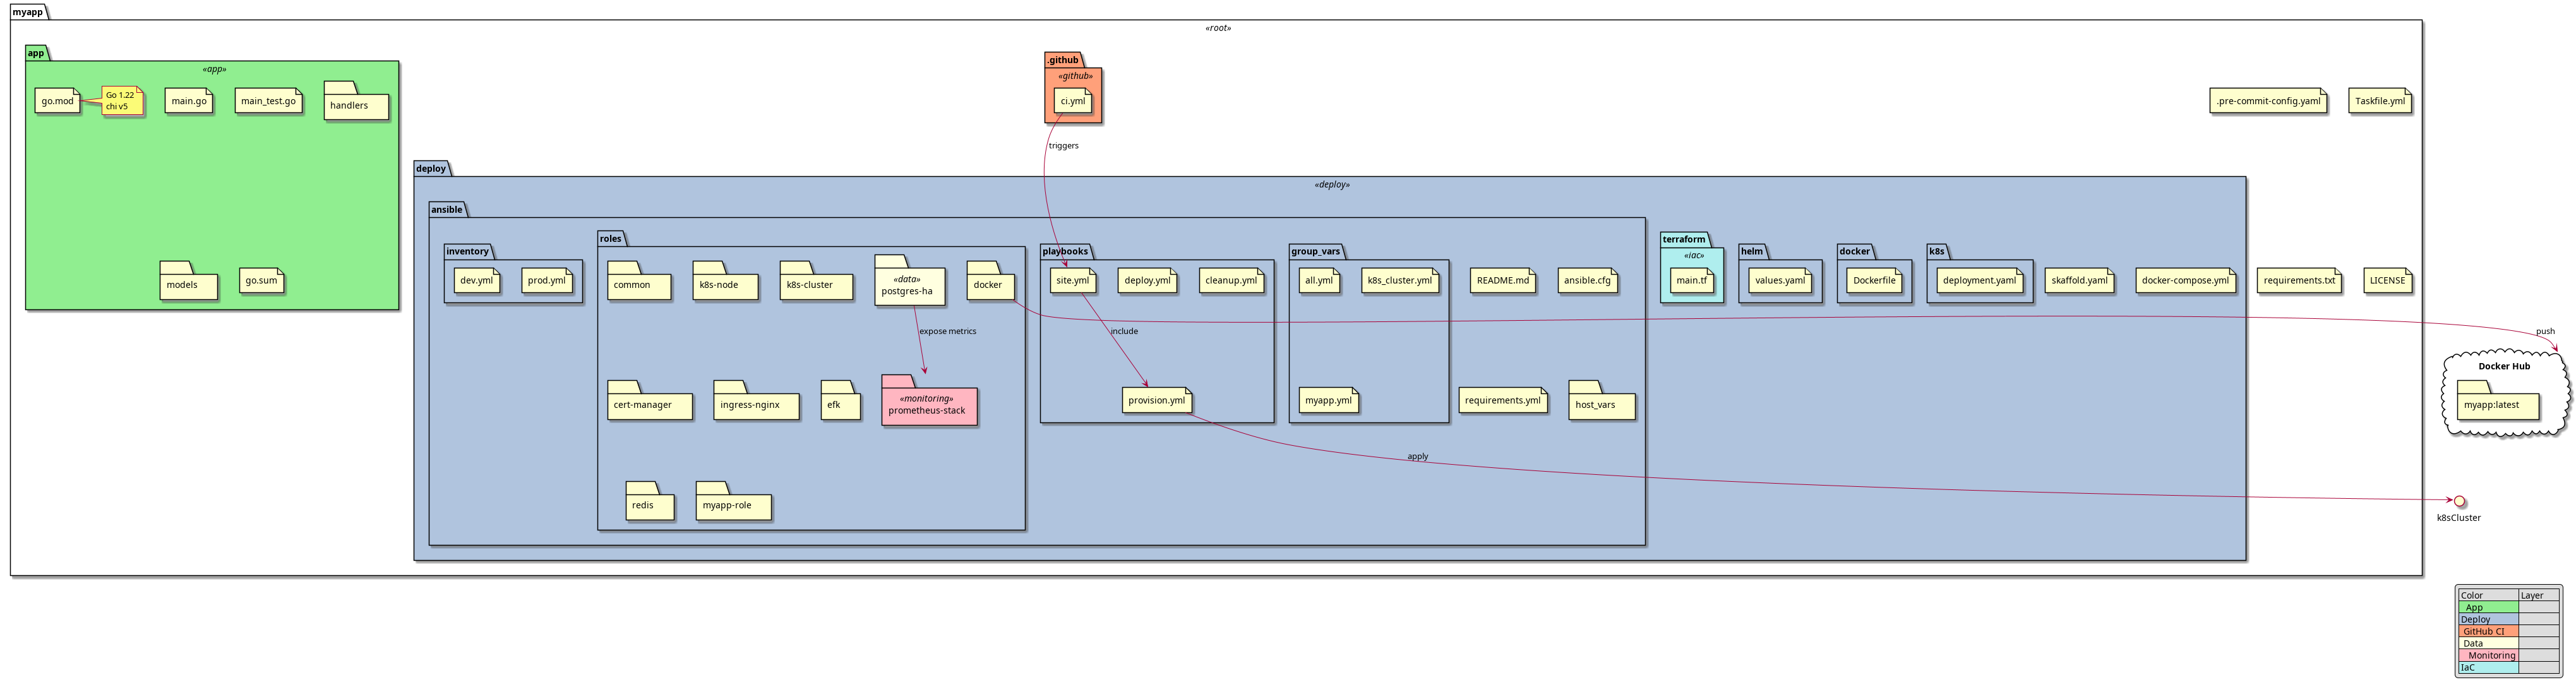 myapp
«root»
app
«app»
go.mod
Go 1.22
chi v5
main.go
main_test.go
handlers
models
go.sum
.github
«github»
ci.yml
triggers
.pre-commit-config.yaml
Taskfile.yml
deploy
«deploy»
ansible
inventory
dev.yml
prod.yml
roles
common
k8s-node
k8s-cluster
«data»
postgres-ha
docker
expose metrics
cert-manager
ingress-nginx
efk
«monitoring»
prometheus-stack
redis
myapp-role
playbooks
site.yml
deploy.yml
cleanup.yml
include
provision.yml
group_vars
all.yml
k8s_cluster.yml
myapp.yml
README.md
ansible.cfg
requirements.yml
host_vars
apply
terraform
«iac»
main.tf
helm
values.yaml
docker
Dockerfile
k8s
deployment.yaml
skaffold.yaml
docker-compose.yml
requirements.txt
LICENSE
push
Docker Hub
myapp:latest
k8sCluster
Color Layer
App
Deploy
GitHub CI
Data
Monitoring
IaC